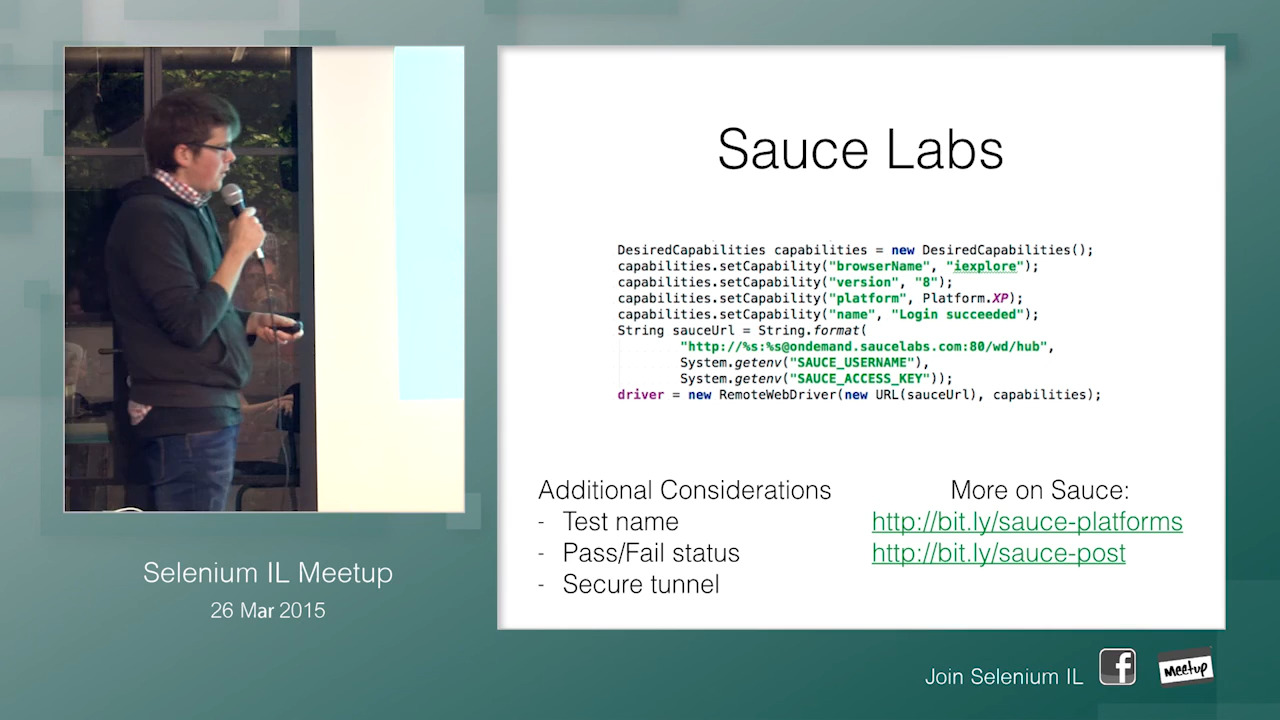 Sauce Labs
DesiredCapabilities capabilities = new DesiredCapabilities();
capabilities.setCapability("browserName", "iexplore");
capabilities.setCapability("version", "8");
capabilities.setCapability("platform", Platform.XP);
capabilities.setCapability("name", "Login succeeded");
String sauceUrl = String.format(
"http://%s:%s@ondemand.saucelabs.com:80/wd/hub",
System.getenv("SAUCE_USERNAME"),
System.getenv("SAUCE_ACCESS_KEY"));
driver = new RemoteWebDriver(new URL(sauceUrl), capabilities);
Additional Considerations
- Test name
- Pass/Fail status
- Secure tunnel
More on Sauce:
http://bit.ly/sauce-platforms
http://bit.ly/sauce-post
Selenium IL Meetup
26 Mar 2015
Join Selenium IL
f
Meetup